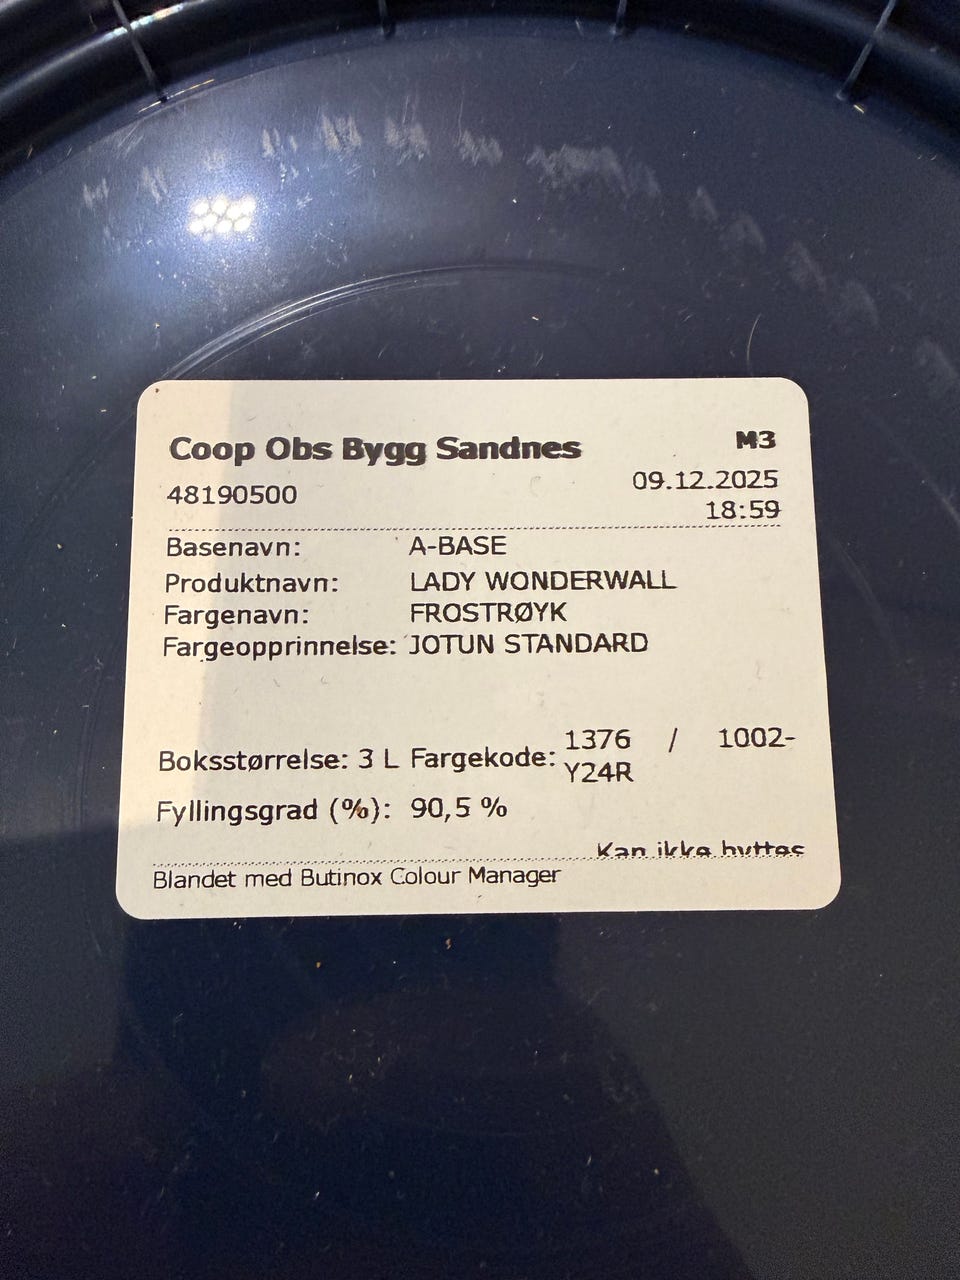 Coop Obs Bygg Sandnes
M3
48190500
09.12.2025
18:59
Basenavn: A-BASE
Produktnavn: LADY WONDERWALL
Fargenavn: FROSTRØYK
Fargeopprinnelse: JOTUN STANDARD
Boksstørrelse: 3 L Fargekode: 1376 / 1002-
Y24R
Fyllingsgrad (%): 90,5 %
Kan ikke byttes
Blandet med Butinox Colour Manager